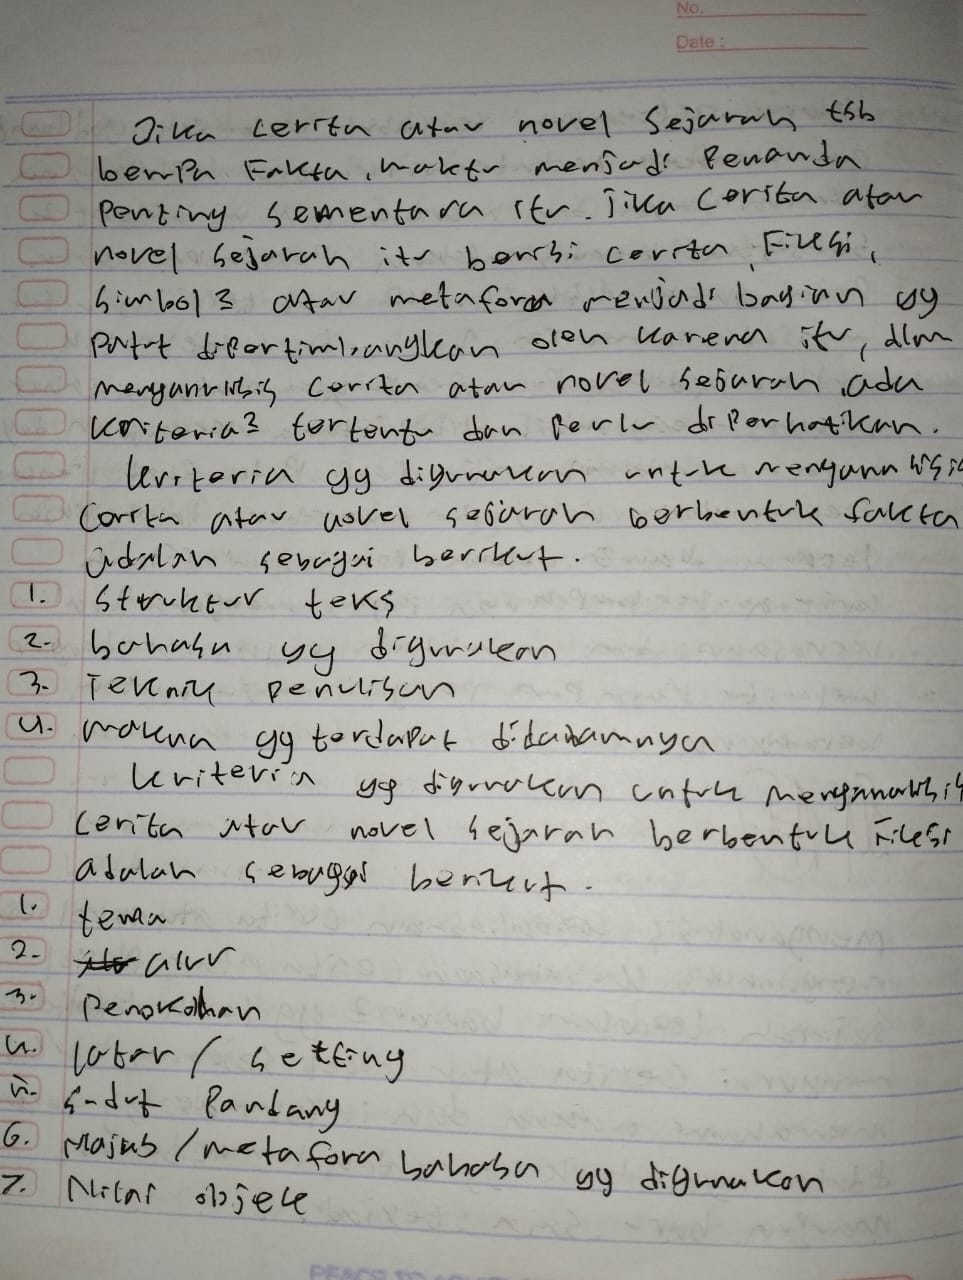 No.
Date :
Jika cerita atau novel Sejarah tsb
berupa Fakta, waktu menjadi Penanda
Penting sementara itu. Jika Cerita atau
novel Sejarah itu berisi cerita Fiksi,
Simbol2 atau metafora menjadi bagian yg
Patut dipertimbangkan oleh karena itu, dlm
menganalisis cerita atau novel sejarah, ada
kriteria2 tertentu dan Perlu diPerhatikan.
kriteria yg digunakan untuk menganalisis
Cerita atau novel sejarah berbentuk fakta
adalah sebagai berikut.
1. Struktur teks
2. bahasa yg digunakan
3. Teknik penulisan
4. makna yg terdapat didalamnya
kriteria yg digunakan untuk menganalisis
Cerita atau novel sejarah berbentuk Fiksi
adalah sebagai berikut.
1. tema
2. alur
3. Penokohan
4. latar / setting
5. Sudut Pandang
6. Majas / metafora bahasa yg digunakan
7. Nilai objek